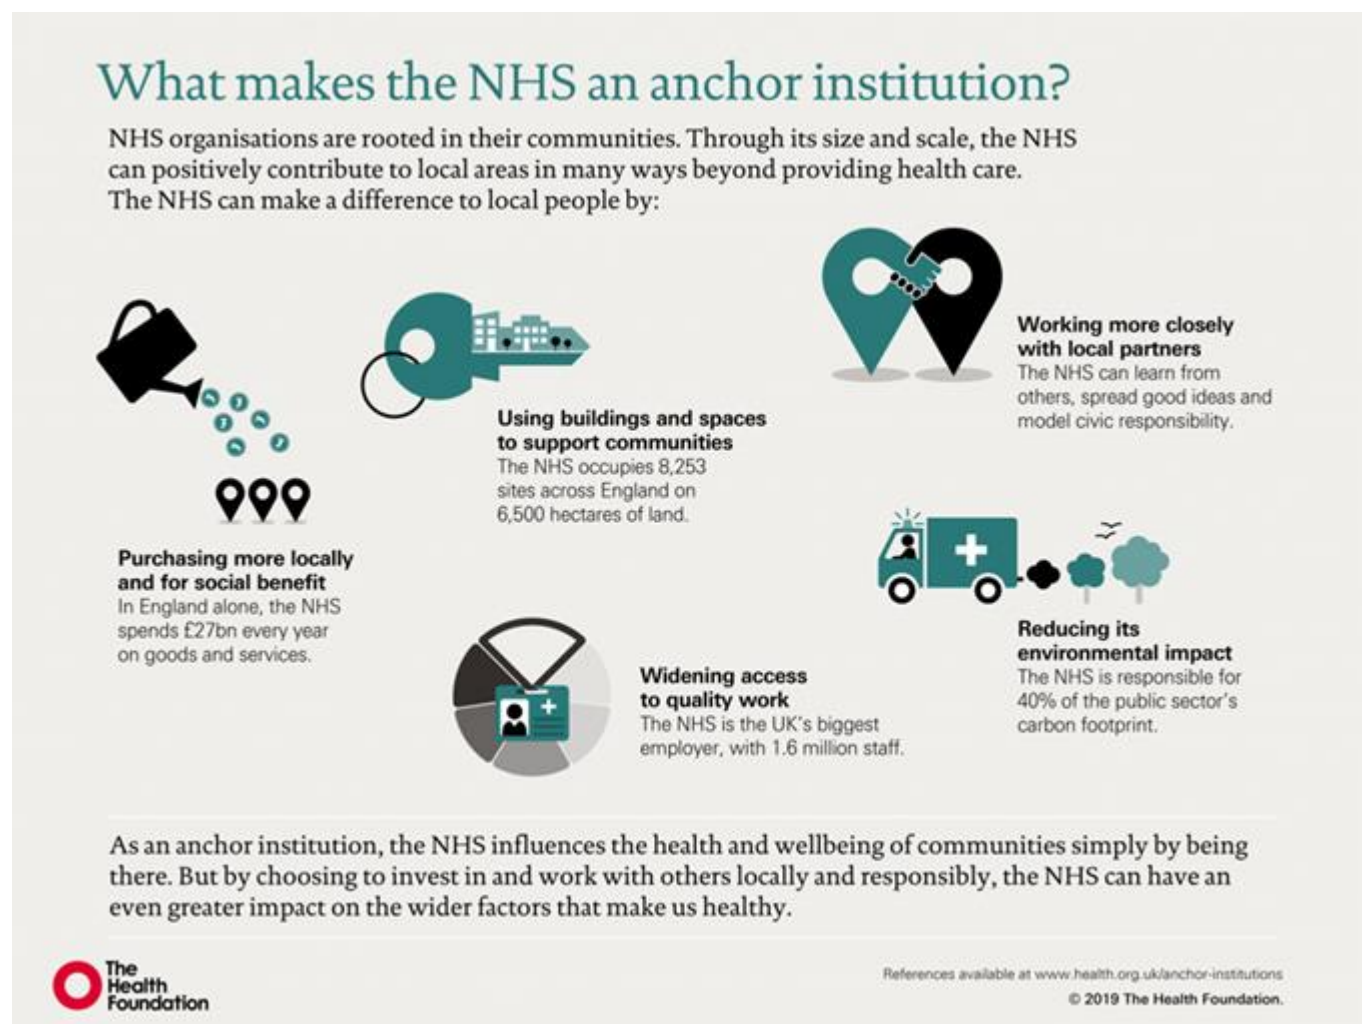 What makes the NHS an anchor institution?
NHS organisations are rooted in their communities. Through its size and scale, the NHS
can positively contribute to local areas in many ways beyond providing health care.
The NHS can make a difference to local people by:
Purchasing more locally
and for social benefit
In England alone, the NHS
spends £27bn every year
on goods and services.
Using buildings and spaces
to support communities
The NHS occupies 8,253
sites across England on
6,500 hectares of land.
Working more closely
with local partners
The NHS can learn from
others, spread good ideas and
model civic responsibility.
Widening access
to quality work
The NHS is the UK's biggest
employer, with 1.6 million staff.
Reducing its
environmental impact
The NHS is responsible for
40% of the public sector's
carbon footprint.
As an anchor institution, the NHS influences the health and wellbeing of communities simply by being
there. But by choosing to invest in and work with others locally and responsibly, the NHS can have an
even greater impact on the wider factors that make us healthy.
The
Health
Foundation
References available at www.health.org.uk/anchor-institutions
© 2019 The Health Foundation.